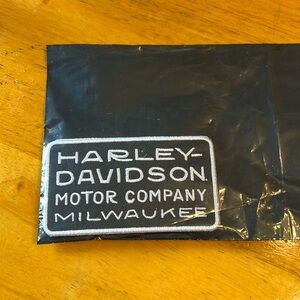 HARLEY-
DAVIDSON
MOTOR COMPANY
MILWAUKEE